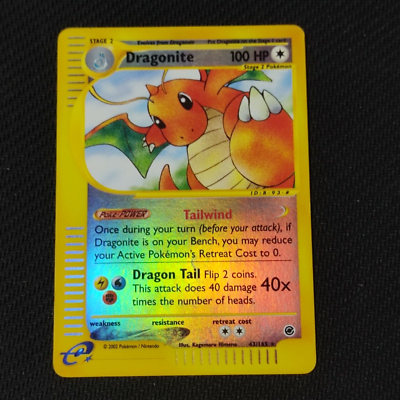 STAGE 2 Evolves from Dragonair Put Dragonite on the Stage 1 card
Dragonite 100 HP
Stage 2 Pokémon
Poké-POWER Tailwind
Once during your turn (before your attack), if
Dragonite is on your Bench, you may reduce
your Active Pokémon's Retreat Cost to 0.
Dragon Tail Flip 2 coins.
This attack does 40 damage
times the number of heads.
40x
weakness resistance retreat cost
e
©2002 Pokémon / Nintendo Illus. Kagemaru Himeno 43/165 ★